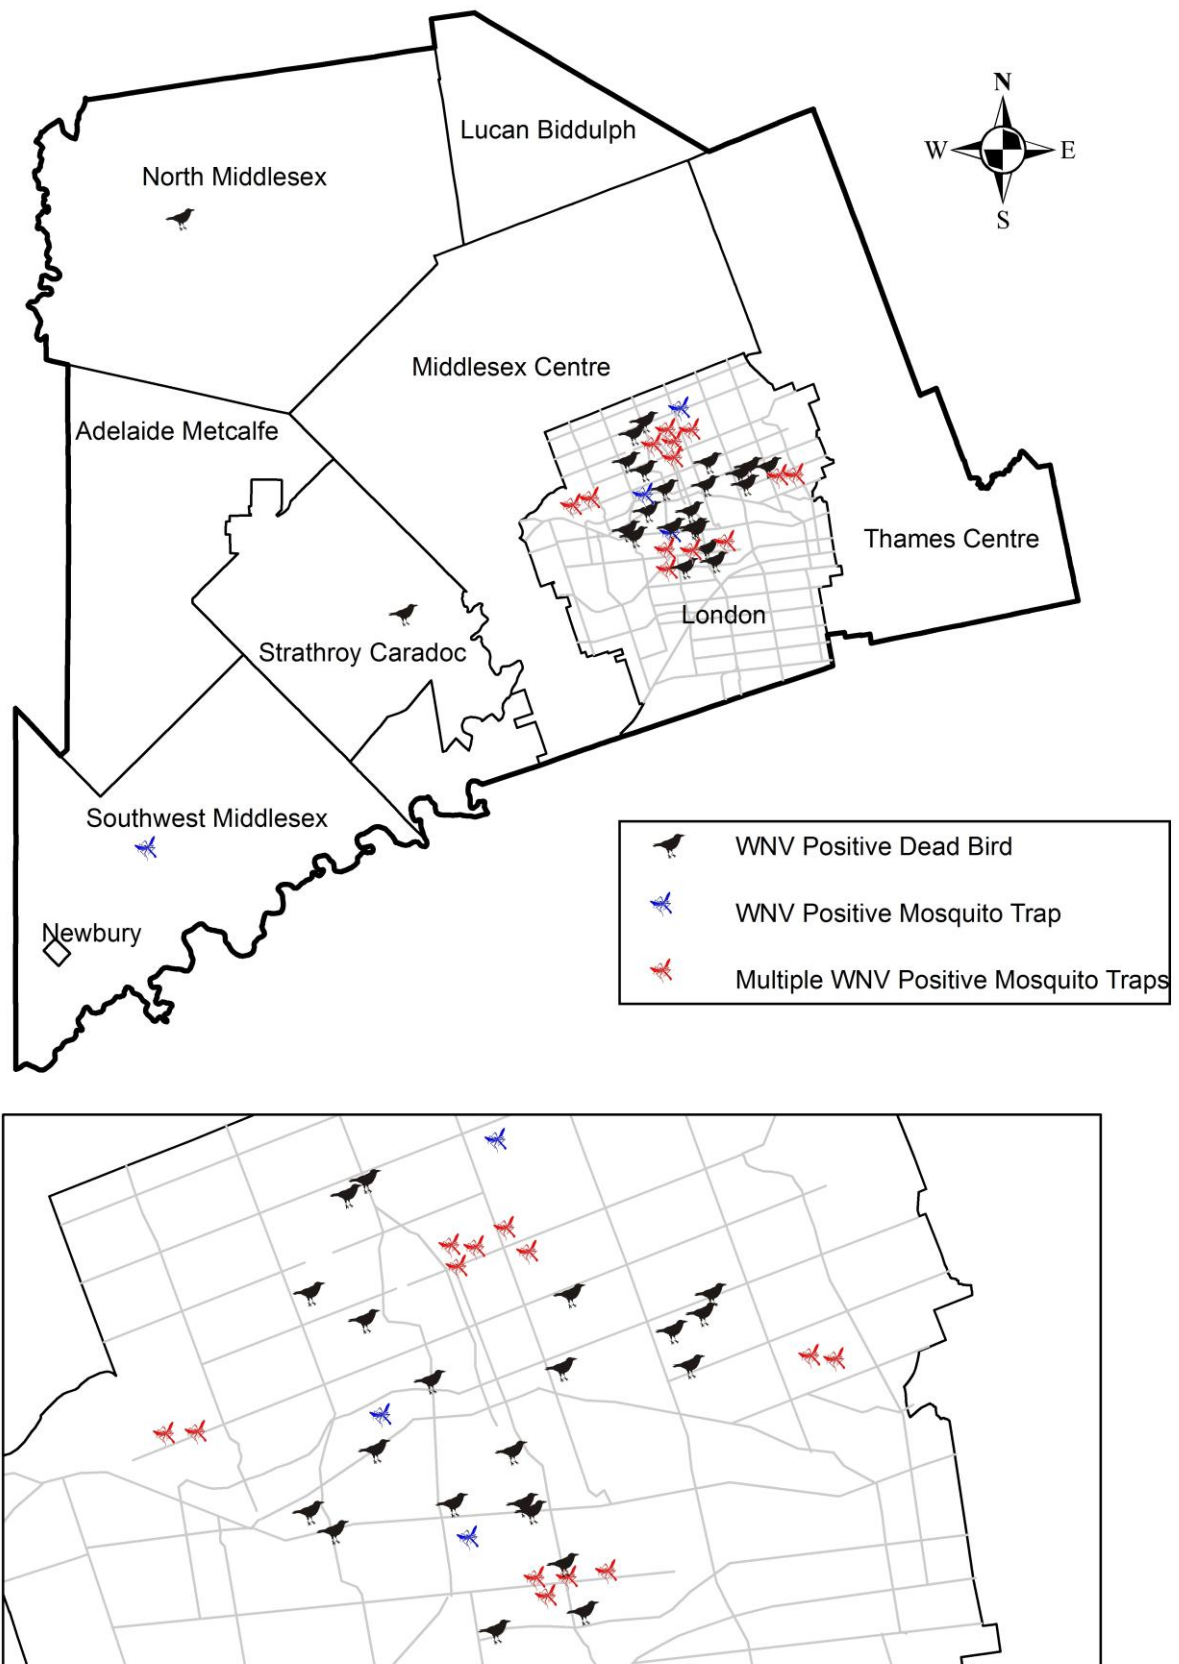 N
Lucan Biddulph
W
E
North Middlesex
S
Middlesex Centre
Adelaide Metcalfe
Thames Centre
London
Strathroy Caradoc
Southwest Middlesex
WNV Positive Dead Bird
WNV Positive Mosquito Trap
Newbury
Multiple WNV Positive Mosquito Traps